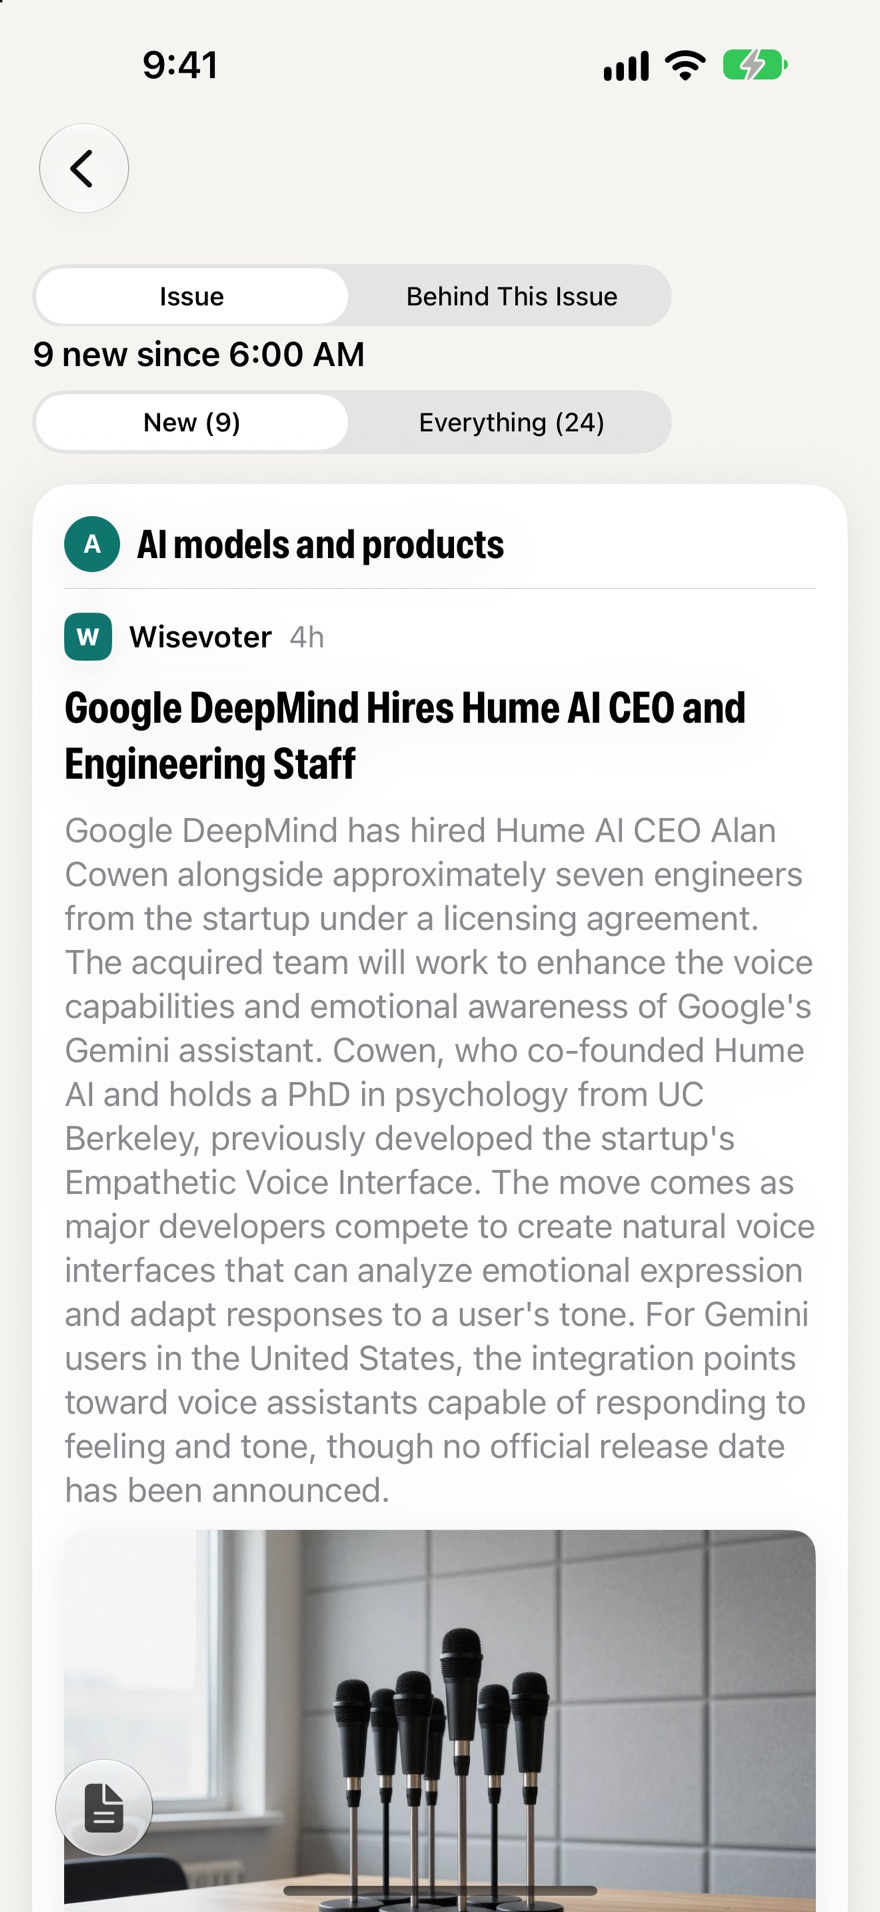 9:41
Issue
Behind This Issue
9 new since 6:00 AM
New (9)
Everything (24)
A
AI models and products
W
Wisevoter 4h
Google DeepMind Hires Hume AI CEO and
Engineering Staff
Google DeepMind has hired Hume AI CEO Alan
Cowen alongside approximately seven engineers
from the startup under a licensing agreement.
The acquired team will work to enhance the voice
capabilities and emotional awareness of Google's
Gemini assistant. Cowen, who co-founded Hume
AI and holds a PhD in psychology from UC
Berkeley, previously developed the startup's
Empathetic Voice Interface. The move comes as
major developers compete to create natural voice
interfaces that can analyze emotional expression
and adapt responses to a user's tone. For Gemini
users in the United States, the integration points
toward voice assistants capable of responding to
feeling and tone, though no official release date
has been announced.